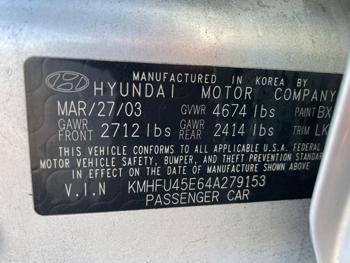 MANUFACTURED IN KOREA BY
HYUNDAI MOTOR COMPANY
MAR/27/03 GVWR 4674 lbs PAINT BX
GAWR FRONT 2712 lbs GAWR REAR 2414 lbs TRIM LK
THIS VEHICLE CONFORMS TO ALL APPLICABLE U.S.A. FEDERAL
MOTOR VEHICLE SAFETY, BUMPER, AND THEFT PREVENTION
STANDARDS IN EFFECT ON THE DATE OF MANUFACTURE
V.I.N KMHFU45E64A279153
PASSENGER CAR